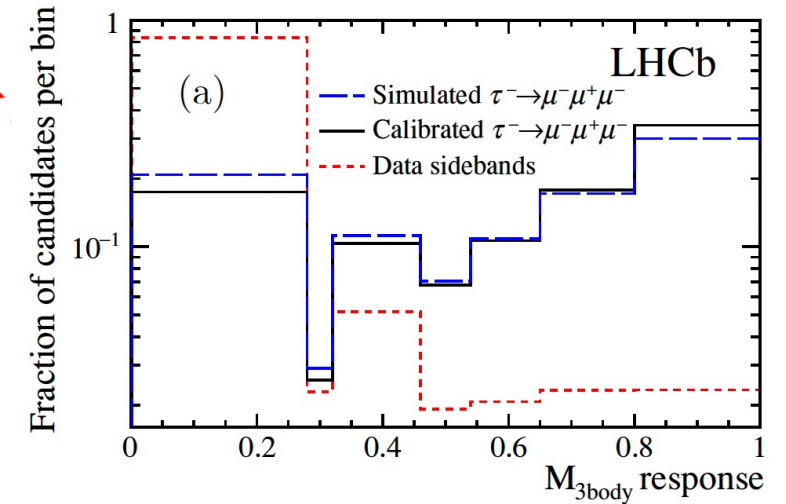 Fraction of candidates per bin
1
10⁻¹
(a)
LHCb
Simulated τ⁻→μ⁻μ⁺μ⁻
Calibrated τ⁻→μ⁻μ⁺μ⁻
Data sidebands
0 0.2 0.4 0.6 0.8 1
M₃body response